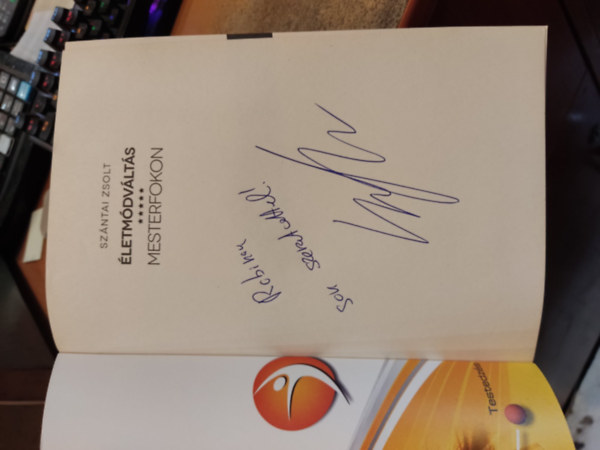 SZÁNTAI ZSOLT
ÉLETMÓDVÁLTÁS
MESTERFOKON
Robinak
Sok szeretettel!